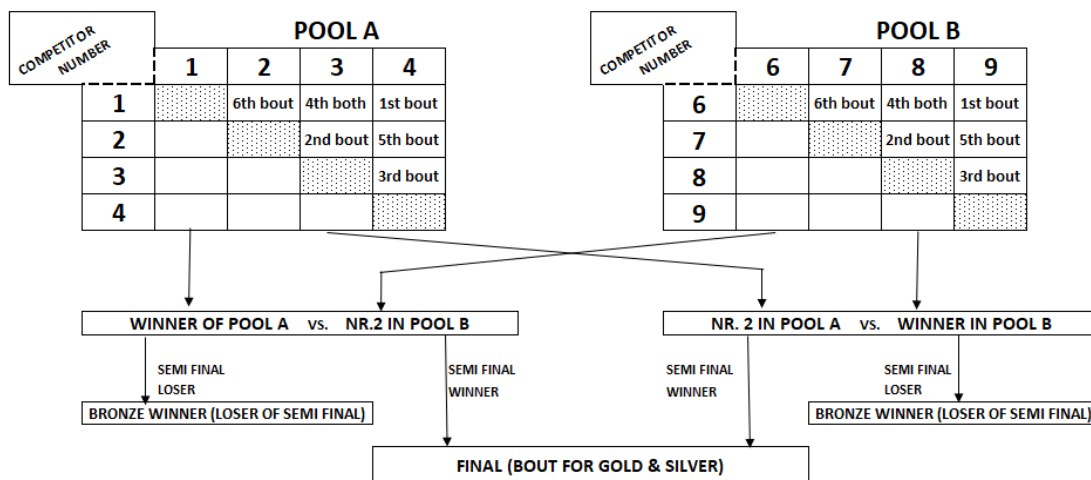 POOL A
POOL B
COMPETITOR
NUMBER
1 2 3 4
1 6th bout 4th both 1st bout
2 2nd bout 5th bout
3 3rd bout
4
COMPETITOR
NUMBER
6 7 8 9
6 6th bout 4th both 1st bout
7 2nd bout 5th bout
8 3rd bout
9
WINNER OF POOL A VS. NR.2 IN POOL B
NR. 2 IN POOL A VS. WINNER IN POOL B
SEMI FINAL
LOSER
SEMI FINAL
WINNER
SEMI FINAL
WINNER
SEMI FINAL
LOSER
BRONZE WINNER (LOSER OF SEMI FINAL)
BRONZE WINNER (LOSER OF SEMI FINAL)
FINAL (BOUT FOR GOLD & SILVER)